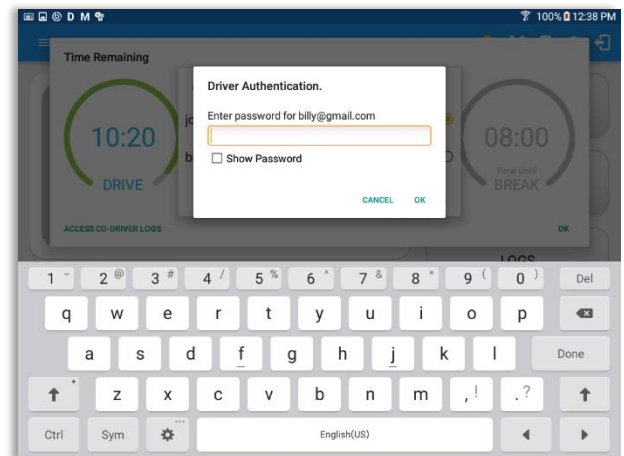 D M 100% 12:38 PM
Time Remaining
Driver Authentication.
Enter password for billy@gmail.com
jo
10:20
08:00
b
Show Password
Time Until
DRIVE
BREAK
CANCEL OK
ACCESS CO-DRIVER LOGS
OK
LOGS
1 - 2 @ 3 # 4 / 5 % 6 ^ 7 & 8 * 9 ( 0 ) Del
q w e r t y u i o p
a s d f g h j k l Done
z x c v b n m , ! . ?
Ctrl Sym English(US)